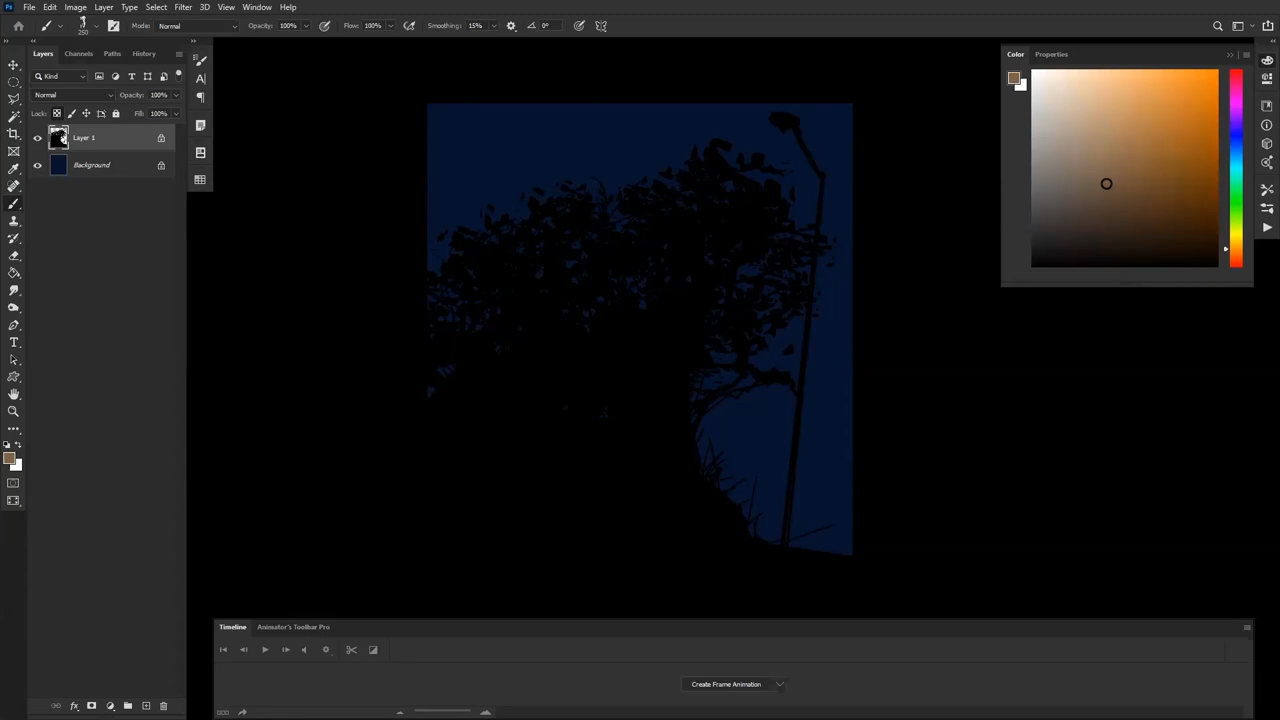 Ps File Edit Image Layer Type Select Filter 3D View Window Help
250 Mode: Normal Opacity: 100% Flow: 100% Smoothing: 15% 0°
Layers Channels Paths History
Kind
Normal Opacity: 100%
Lock: Fill: 100%
Layer 1
Background
Color Properties
Timeline Animator's Toolbar Pro
Create Frame Animation